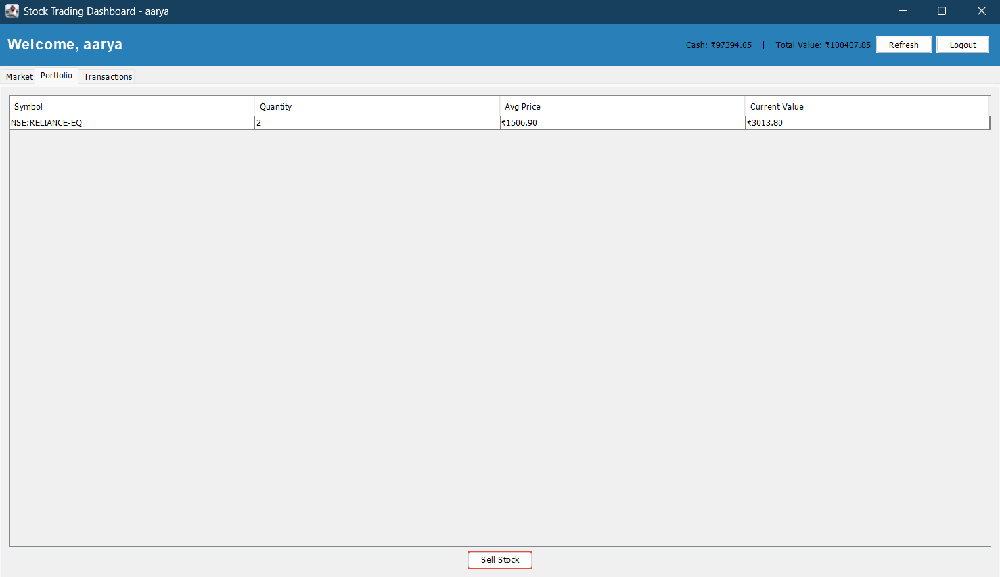 Stock Trading Dashboard - aarya
Welcome, aarya
Cash: ₹97394.05 | Total Value: ₹100407.85 Refresh Logout
Market Portfolio Transactions
Symbol Quantity Avg Price Current Value
NSE:RELIANCE-EQ 2 ₹1506.90 ₹3013.80
Sell Stock